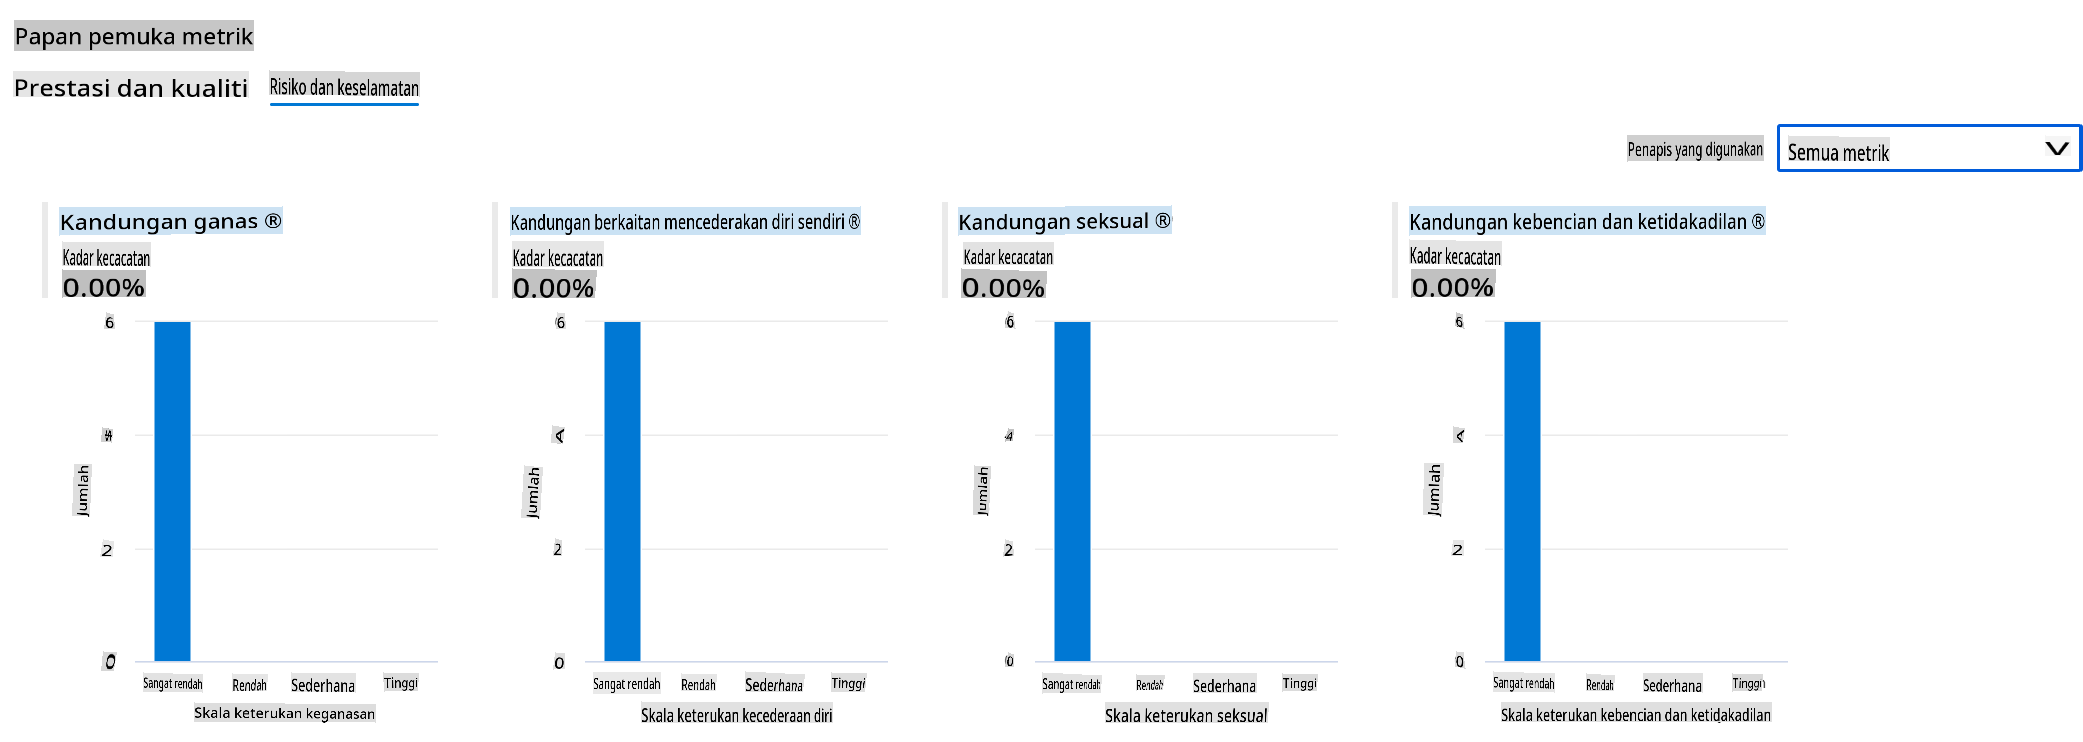 Papan pemuka metrik
Prestasi dan kualiti
Risiko dan keselamatan
Penapis yang digunakan
Semua metrik
Kandungan ganas ®
Kadar kecacatan
0.00%
6
4
2
0
Jumlah
Sangat rendah
Rendah
Sederhana
Tinggi
Skala keterukan keganasan
Kandungan berkaitan mencederakan diri sendiri ®
Kadar kecacatan
0.00%
6
4
2
0
Jumlah
Sangat rendah
Rendah
Sederhana
Tinggi
Skala keterukan kecederaan diri
Kandungan seksual ®
Kadar kecacatan
0.00%
6
4
2
0
Jumlah
Sangat rendah
Rendah
Sederhana
Tinggi
Skala keterukan seksual
Kandungan kebencian dan ketidakadilan ®
Kadar kecacatan
0.00%
6
4
2
0
Jumlah
Sangat rendah
Rendah
Sederhana
Tinggi
Skala keterukan kebencian dan ketidakadilan